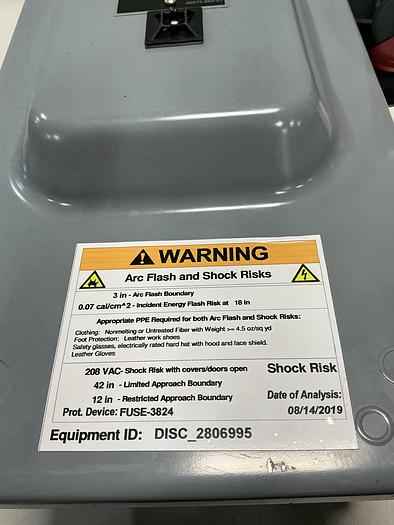 WARNING
Arc Flash and Shock Risks
3 in - Arc Flash Boundary
0.07 cal/cm^2 - Incident Energy Flash Risk at 18 in
Appropriate PPE Required for both Arc Flash and Shock Risks:
Clothing: Nonmelting or Untreated Fiber with Weight >= 4.5 oz/sq yd
Foot Protection: Leather work shoes
Safety glasses, electrically rated hard hat with hood and face shield.
Leather Gloves
208 VAC- Shock Risk with covers/doors open
42 in - Limited Approach Boundary
12 in - Restricted Approach Boundary
Prot. Device: FUSE-3824
Shock Risk
Date of Analysis:
08/14/2019
Equipment ID: DISC_2806995